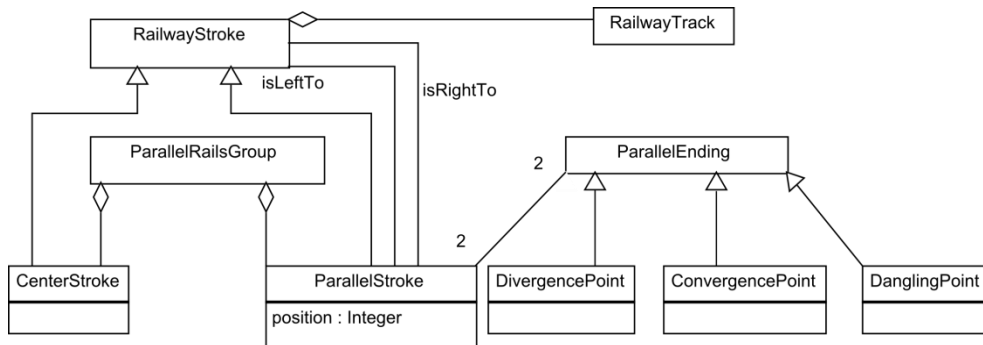 RailwayStroke
RailwayTrack
isLeftTo
isRightTo
ParallelRailsGroup
ParallelEnding
2
2
CenterStroke
ParallelStroke
DivergencePoint
ConvergencePoint
DanglingPoint
position : Integer